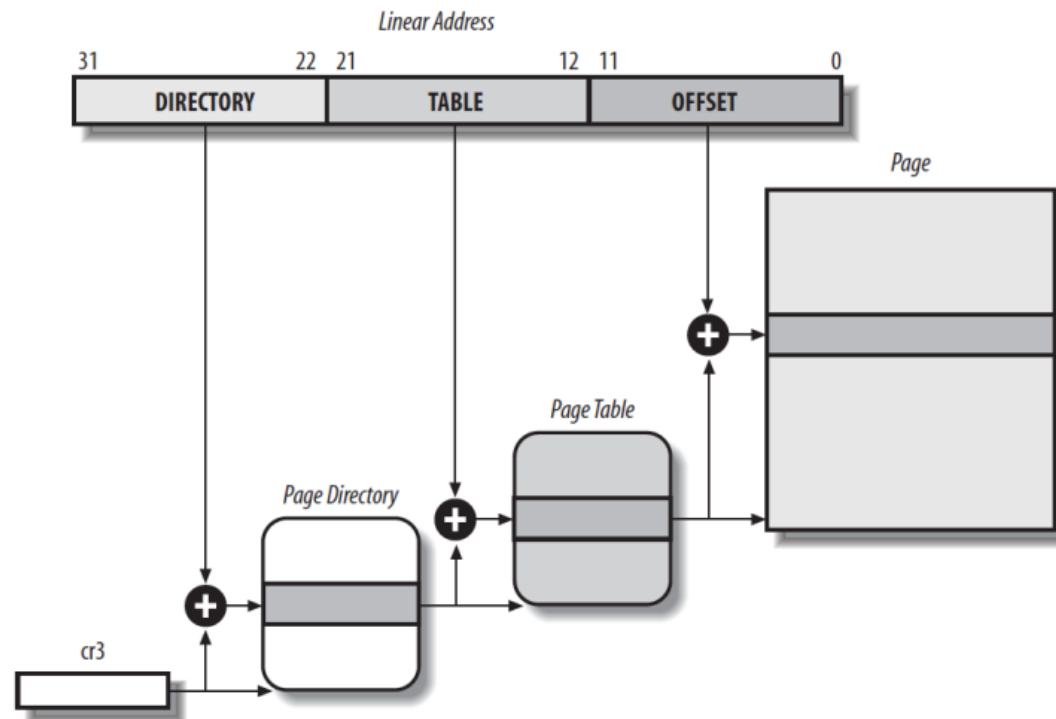 Linear Address
31 22 21 12 11 0
DIRECTORY TABLE OFFSET
Page
Page Table
Page Directory
cr3